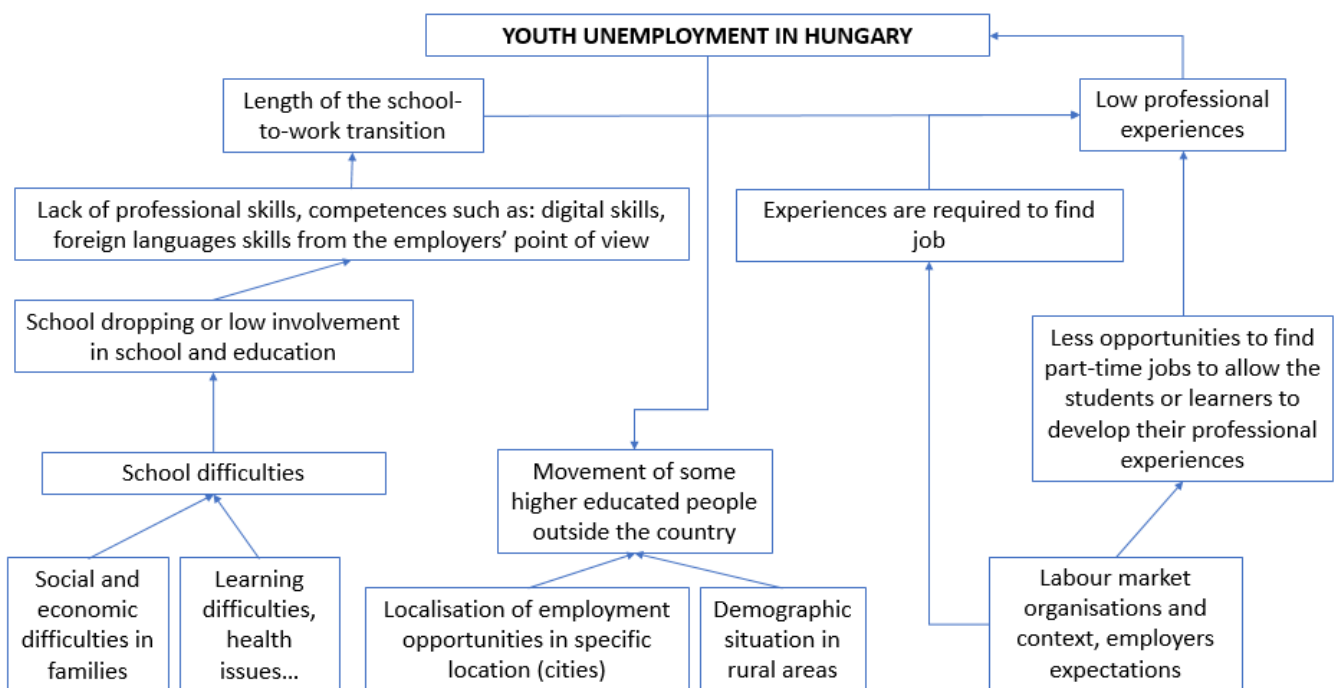 YOUTH UNEMPLOYMENT IN HUNGARY
Length of the school-
to-work transition
Low professional
experiences
Lack of professional skills, competences such as: digital skills,
foreign languages skills from the employers’ point of view
Experiences are required to find
job
School dropping or low involvement
in school and education
Less opportunities to find
part-time jobs to allow the
students or learners to
develop their professional
experiences
School difficulties
Movement of some
higher educated people
outside the country
Social and
economic
difficulties in
families
Learning
difficulties,
health
issues…
Localisation of employment
opportunities in specific
location (cities)
Demographic
situation in
rural areas
Labour market
organisations and
context, employers
expectations